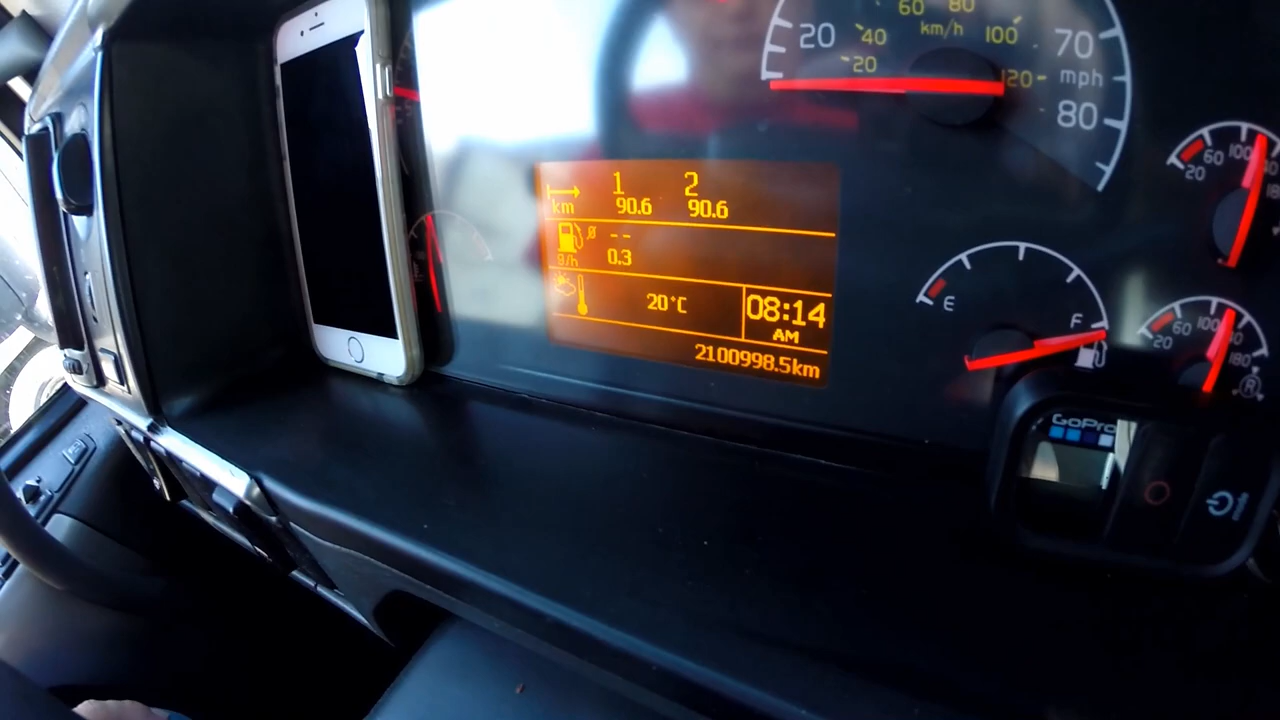 60 80
20 40 km/h 100 70
20 120 mph
80
1 2
km 90.6 90.6
--
g/h 0.3
20°C 08:14
AM
2100998.5km
E F
60 100
20
60 100
20 180
R
GoPro